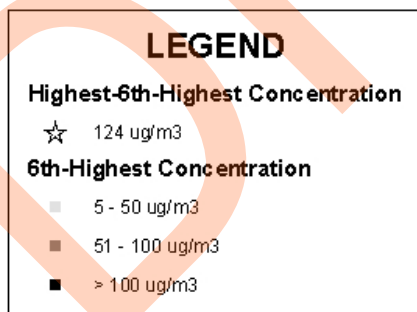 LEGEND
Highest-6th-Highest Concentration
124 ug/m3
6th-Highest Concentration
5 - 50 ug/m3
51 - 100 ug/m3
> 100 ug/m3